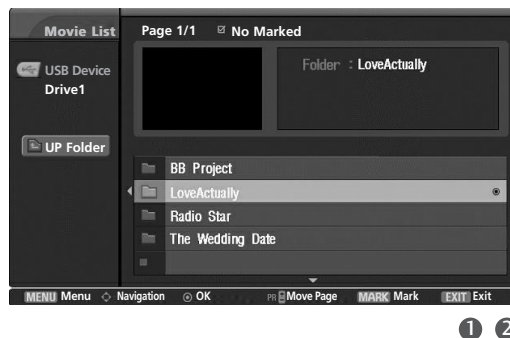 Movie List
Page 1/1 No Marked
USB Device
Drive1
Folder : LoveActually
UP Folder
BB Project
LoveActually
Radio Star
The Wedding Date
MENU Menu Navigation OK PR Move Page MARK Mark EXIT Exit
1 2